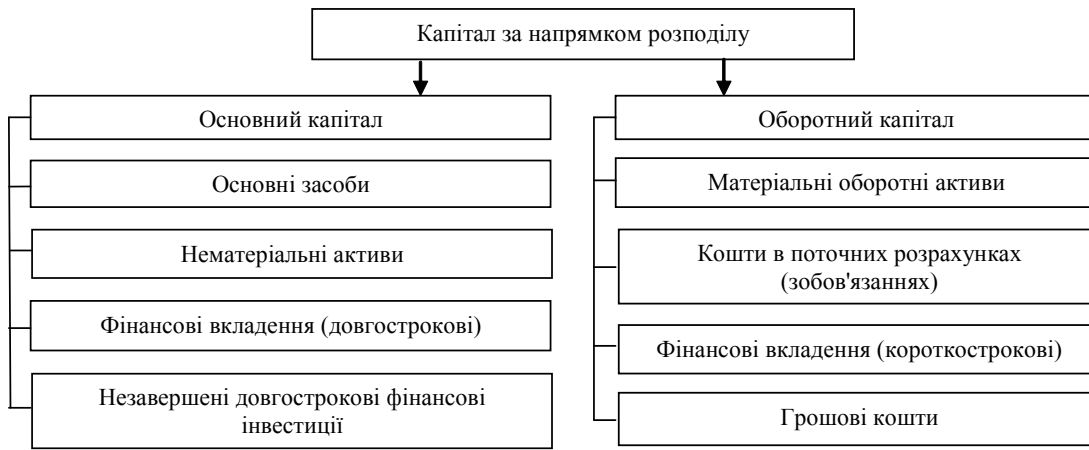 Капітал за напрямком розподілу
Основний капітал
Основні засоби
Нематеріальні активи
Фінансові вкладення (довгострокові)
Незавершені довгострокові фінансові
інвестиції
Оборотний капітал
Матеріальні оборотні активи
Кошти в поточних розрахунках
(зобов'язаннях)
Фінансові вкладення (короткострокові)
Грошові кошти